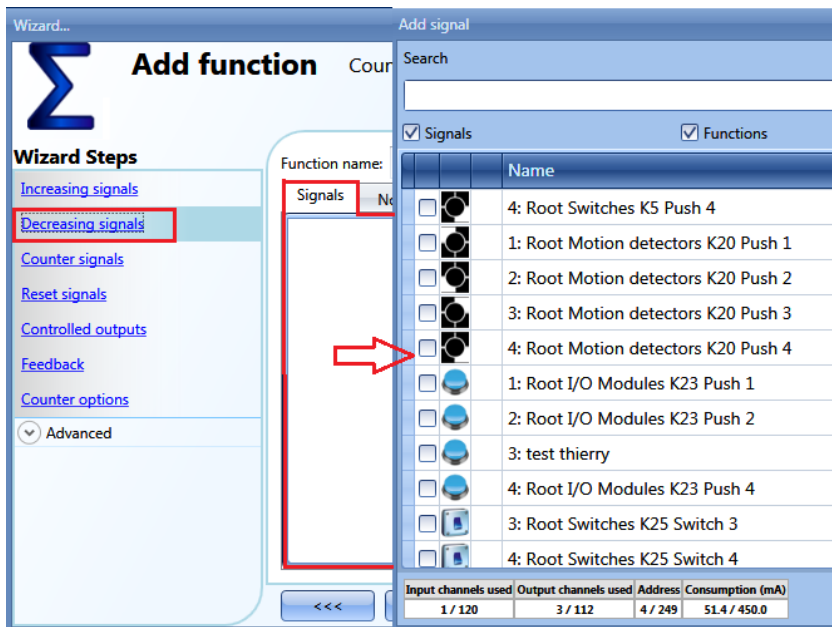 Wizard...
Add function Coun
Wizard Steps
Increasing signals
Decreasing signals
Counter signals
Reset signals
Controlled outputs
Feedback
Counter options
Advanced
Function name:
Signals No
<<<
Add signal
Search
Signals Functions
Name
4: Root Switches K5 Push 4
1: Root Motion detectors K20 Push 1
2: Root Motion detectors K20 Push 2
3: Root Motion detectors K20 Push 3
4: Root Motion detectors K20 Push 4
1: Root I/O Modules K23 Push 1
2: Root I/O Modules K23 Push 2
3: test thierry
4: Root I/O Modules K23 Push 4
3: Root Switches K25 Switch 3
4: Root Switches K25 Switch 4
Input channels used Output channels used Address Consumption (mA)
1 / 120 3 / 112 4 / 249 51.4 / 450.0